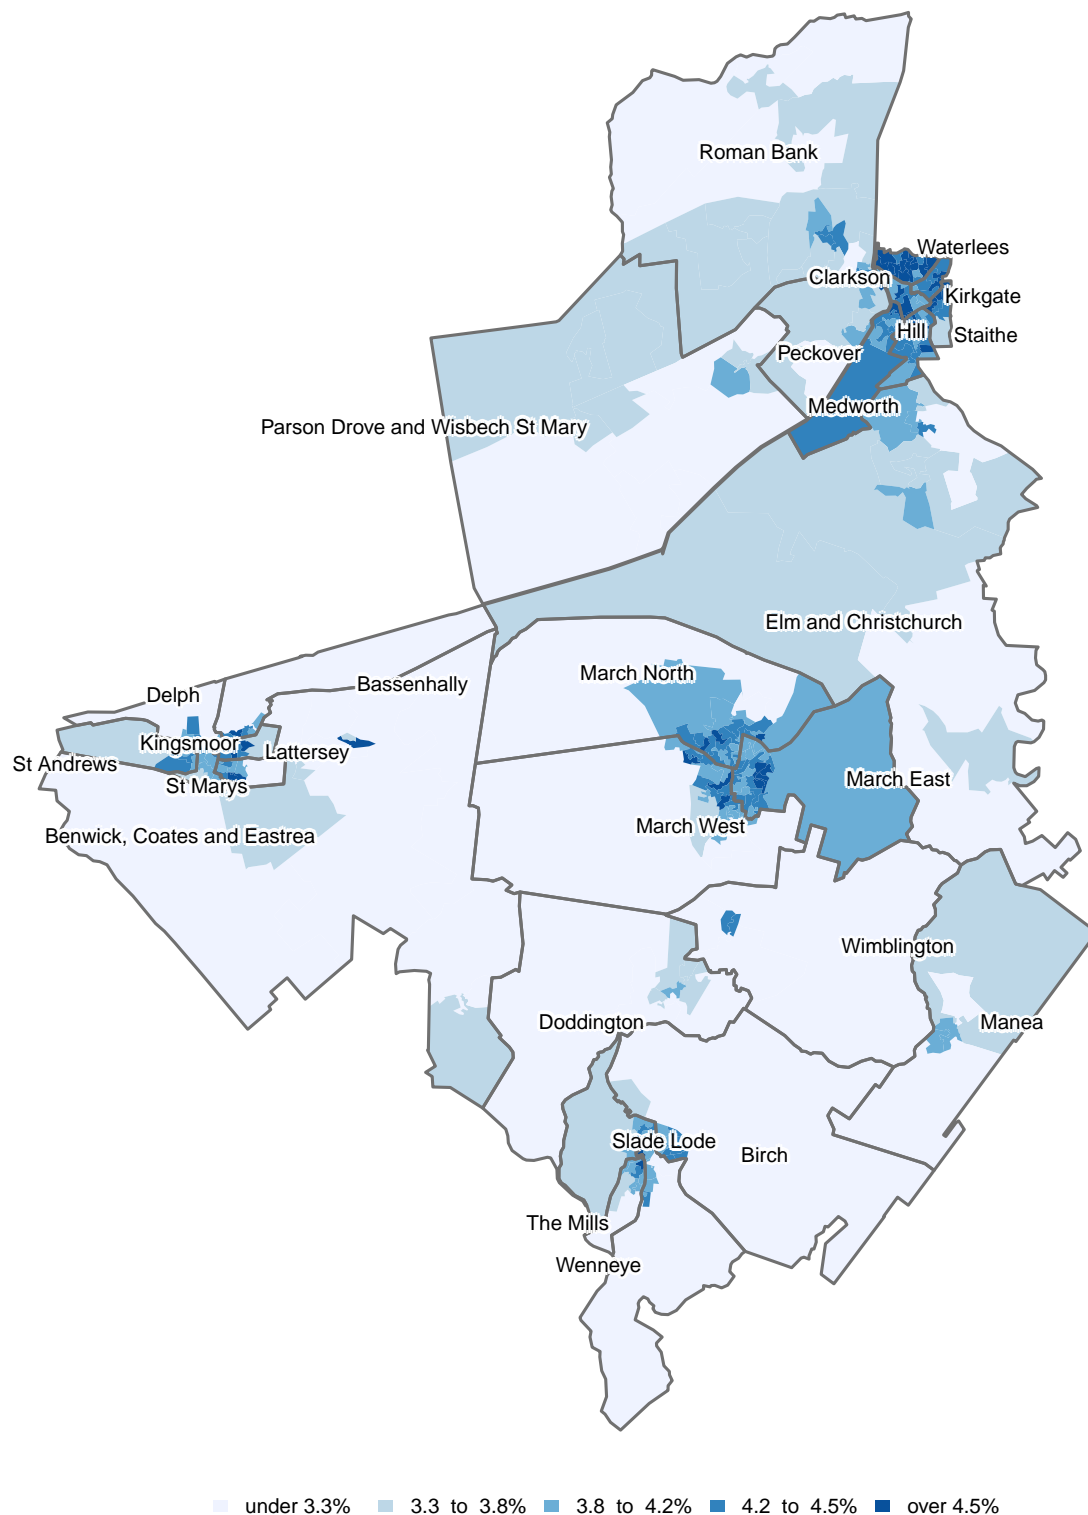 Roman Bank
Waterlees
Clarkson
Kirkgate
Hill
Staithe
Peckover
Medworth
Parson Drove and Wisbech St Mary
Elm and Christchurch
March North
Bassenhally
Delph
Kingsmoor
Lattersey
St Andrews
March East
St Marys
March West
Benwick, Coates and Eastrea
Wimblington
Doddington
Manea
Slade Lode
Birch
The Mills
Wenneye
under 3.3% 3.3 to 3.8% 3.8 to 4.2% 4.2 to 4.5% over 4.5%